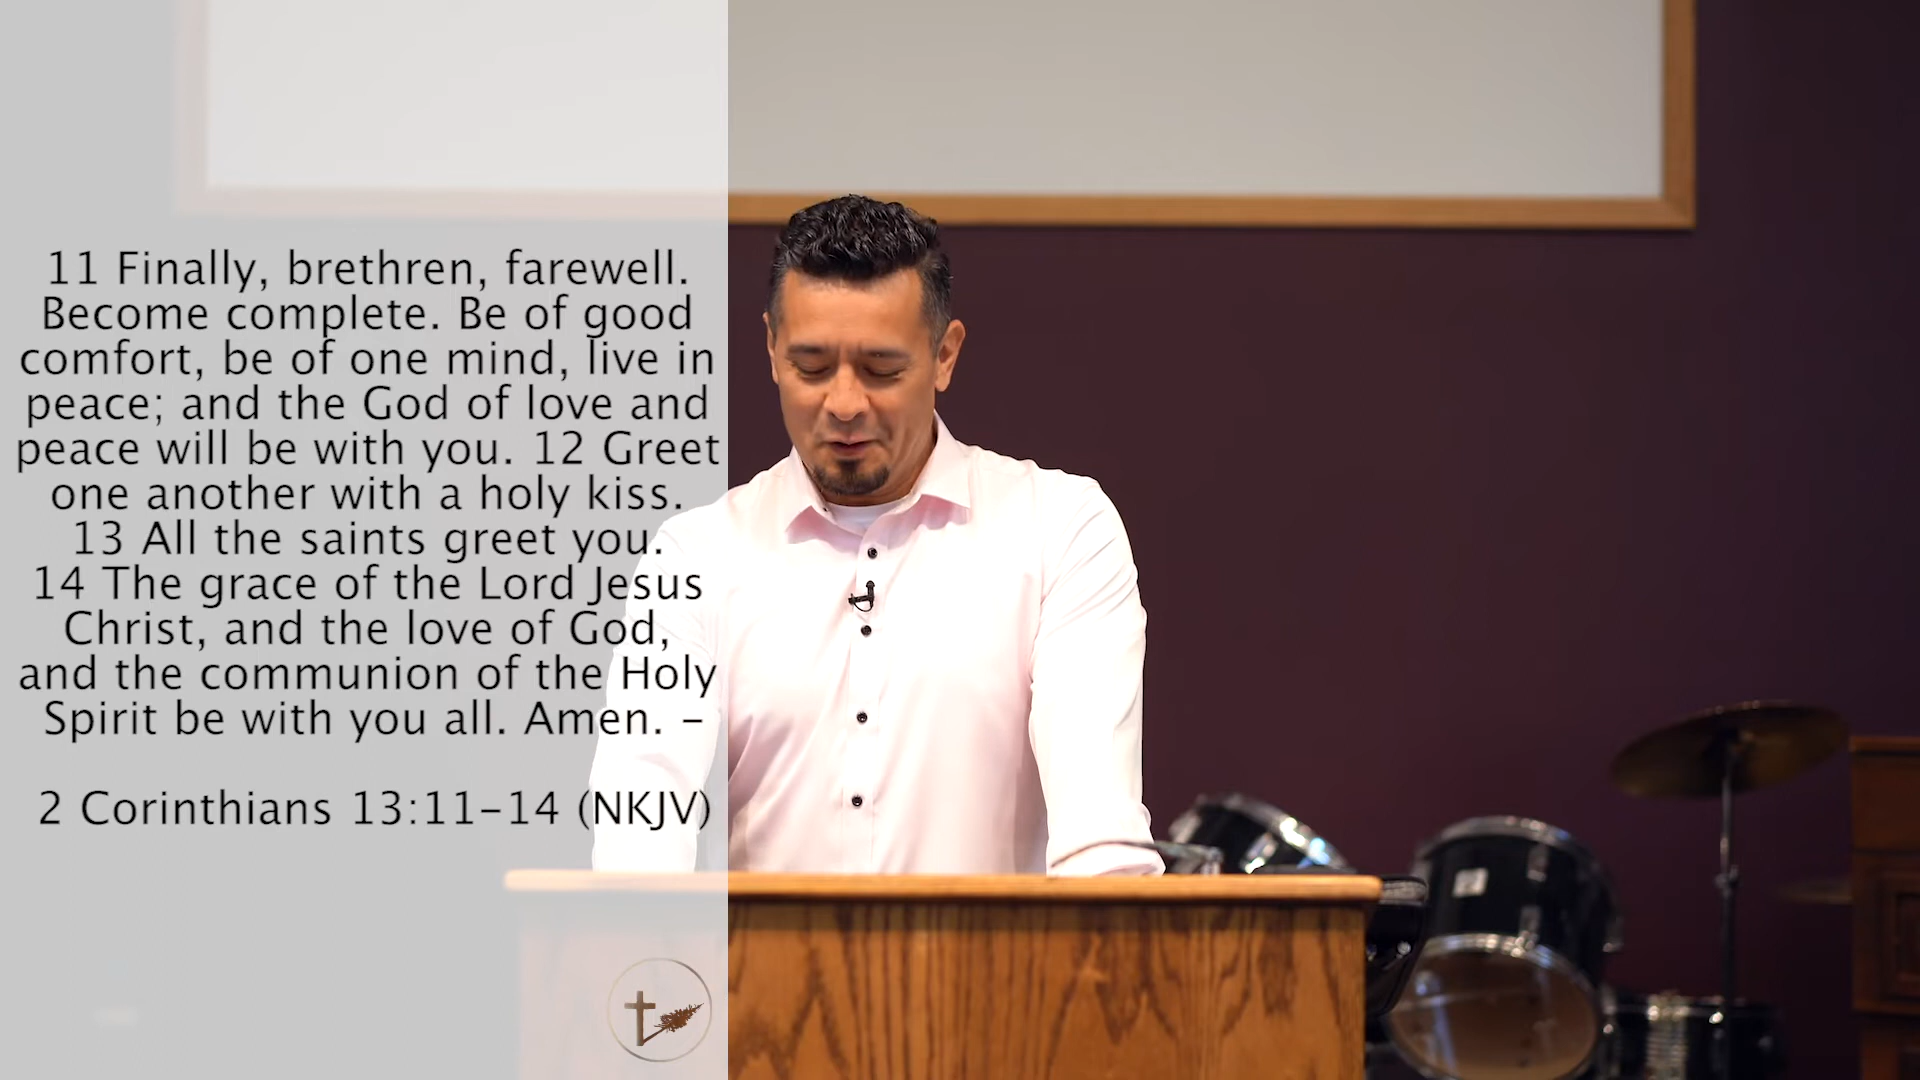 11 Finally, brethren, farewell.
Become complete. Be of good
comfort, be of one mind, live in
peace; and the God of love and
peace will be with you. 12 Greet
one another with a holy kiss.
13 All the saints greet you.
14 The grace of the Lord Jesus
Christ, and the love of God,
and the communion of the Holy
Spirit be with you all. Amen. –
2 Corinthians 13:11–14 (NKJV)